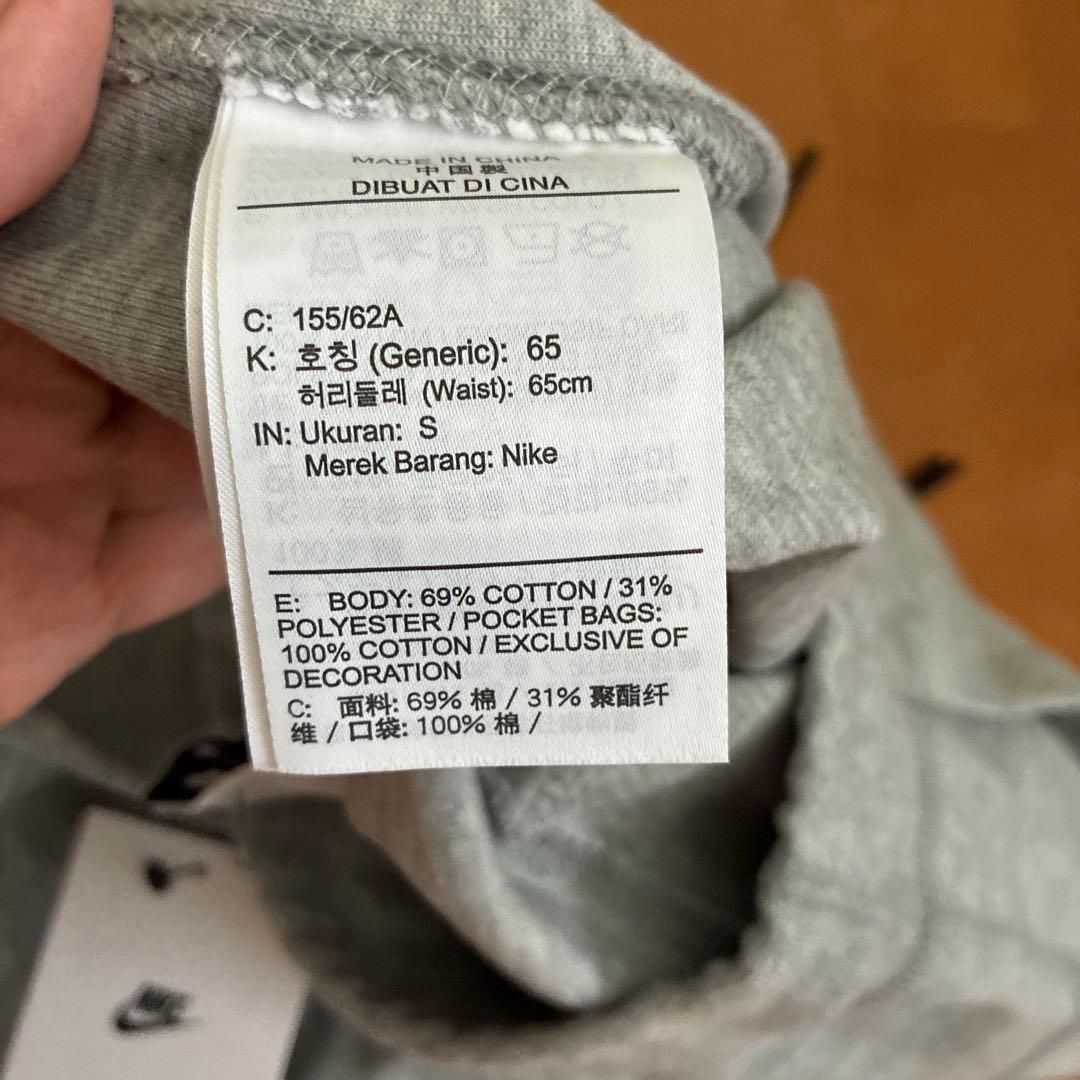 MADE IN CHINA
中国製
DIBUAT DI CINA
C: 155/62A
K: 호칭 (Generic): 65
허리둘레 (Waist): 65cm
IN: Ukuran: S
Merek Barang: Nike
E: BODY: 69% COTTON / 31%
POLYESTER / POCKET BAGS:
100% COTTON / EXCLUSIVE OF
DECORATION
C: 面料: 69% 棉 / 31% 聚酯纤
维 / 口袋: 100% 棉 /
NIKE